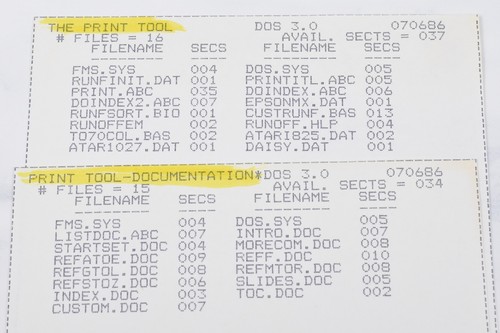 THE PRINT TOOL DOS 3.0 070686
# FILES = 16 AVAIL. SECTS = 037
FILENAME SECS FILENAME SECS
-------- ---- -------- ----
FMS.SYS 004 DOS.SYS 005
RUNFINIT.DAT 001 PRINTITL.ABC 005
PRINT.ABC 035 DOINDEX.ABC 006
DOINDEX2.ABC 007 EPSONMX.DAT 001
RUNFSORT.BIO 001 CUSTRUNF.BAS 013
RUNOFFEM 002 RUNOFF.HLP 004
TO70COL.BAS 002 ATARI825.DAT 002
ATAR1027.DAT 001 DAISY.DAT 001
PRINT TOOL-DOCUMENTATION*DOS 3.0 070686
# FILES = 15 AVAIL. SECTS = 034
FILENAME SECS FILENAME SECS
-------- ---- -------- ----
FMS.SYS 004 DOS.SYS 005
LISTDOC.ABC 007 INTRO.DOC 007
STARTSET.DOC 004 MORECOM.DOC 008
REFATOE.DOC 009 REFF.DOC 010
REFGTOL.DOC 008 REFMTOR.DOC 008
REFSTOZ.DOC 006 SLIDES.DOC 005
INDEX.DOC 003 TOC.DOC 002
CUSTOM.DOC 007